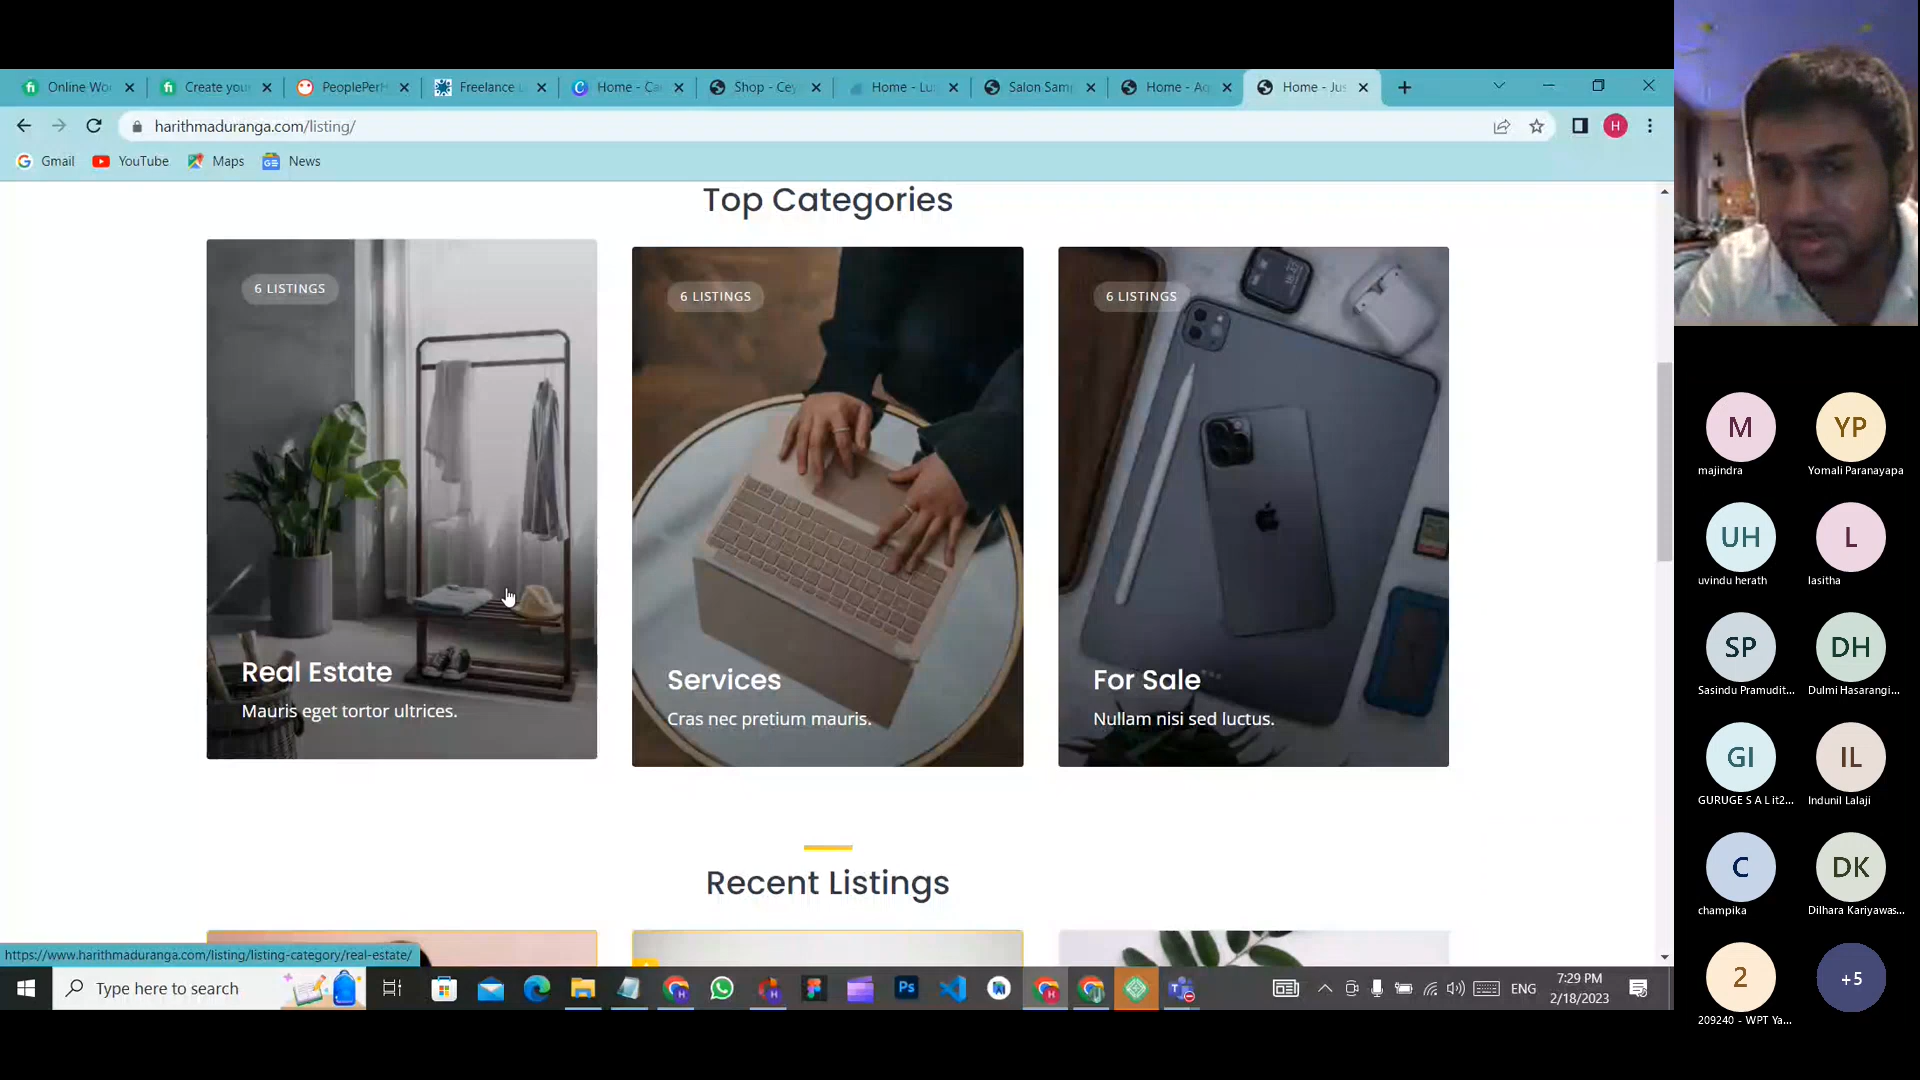 Online Wo
Create you
PeoplePerH
Freelance
Home - Ca
Shop - Cey
Home - Lu
Salon Sam
Home - Aq
Home - Jus
harithmaduranga.com/listing/
H
Gmail
YouTube
Maps
News
Top Categories
6 LISTINGS
6 LISTINGS
6 LISTINGS
Real Estate
Mauris eget tortor ultrices.
Services
Cras nec pretium mauris.
For Sale
Nullam nisi sed luctus.
Recent Listings
https://www.harithmaduranga.com/listing/listing-category/real-estate/
Type here to search
Ps
ENG
7:29 PM
2/18/2023
M
majindra
YP
Yomali Paranayapa
UH
uvindu herath
L
lasitha
SP
Sasindu Pramudit...
DH
Dulmi Hasarangi...
GI
GURUGE S A L it2...
IL
Indunil Lalaji
C
champika
DK
Dilhara Kariyawas...
2
209240 - WPT Ya...
+5